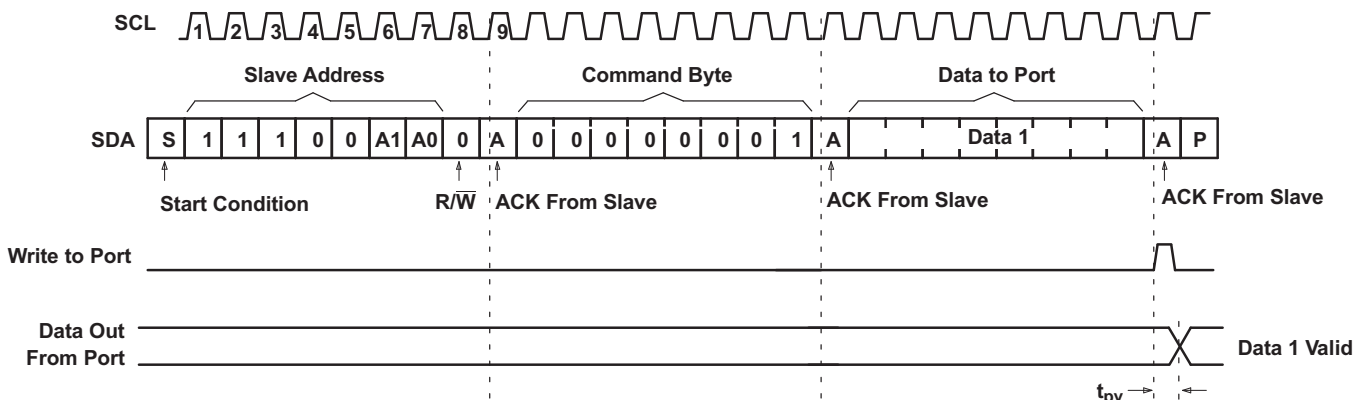 SCL 1 2 3 4 5 6 7 8 9
Slave Address Command Byte Data to Port
SDA S 1 1 1 0 0 A1 A0 0 A 0 0 0 0 0 0 0 1 A Data 1 A P
Start Condition R/W̅ ACK From Slave ACK From Slave ACK From Slave
Write to Port
Data Out
From Port
Data 1 Valid
tpv